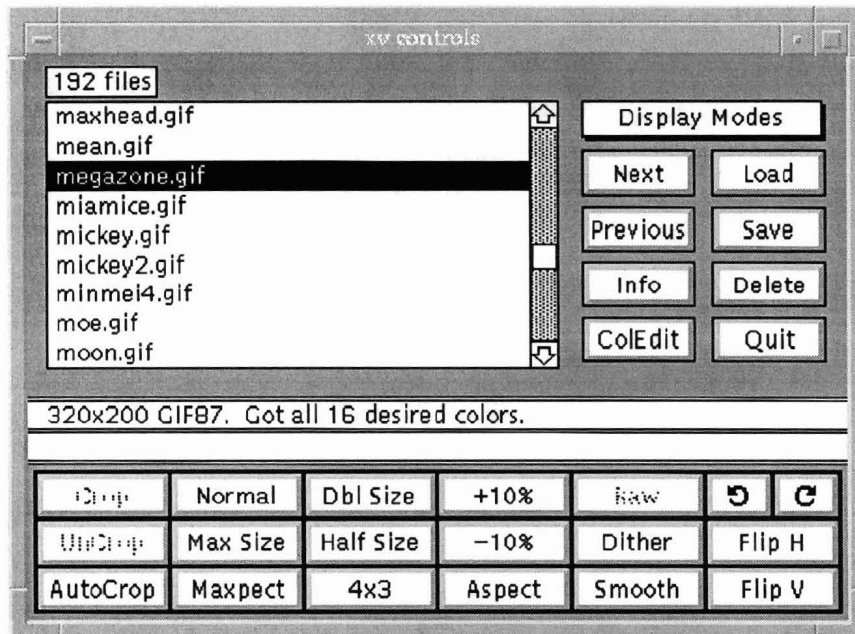 xv controls
192 files
maxhead.gif
mean.gif
megazone.gif
miamice.gif
mickey.gif
mickey2.gif
minmei4.gif
moe.gif
moon.gif
Display Modes
Next Load
Previous Save
Info Delete
ColEdit Quit
320x200 GIF87. Got all 16 desired colors.
Crop Normal Dbl Size +10% Raw
UnCrop Max Size Half Size -10% Dither Flip H
AutoCrop Maxpect 4x3 Aspect Smooth Flip V